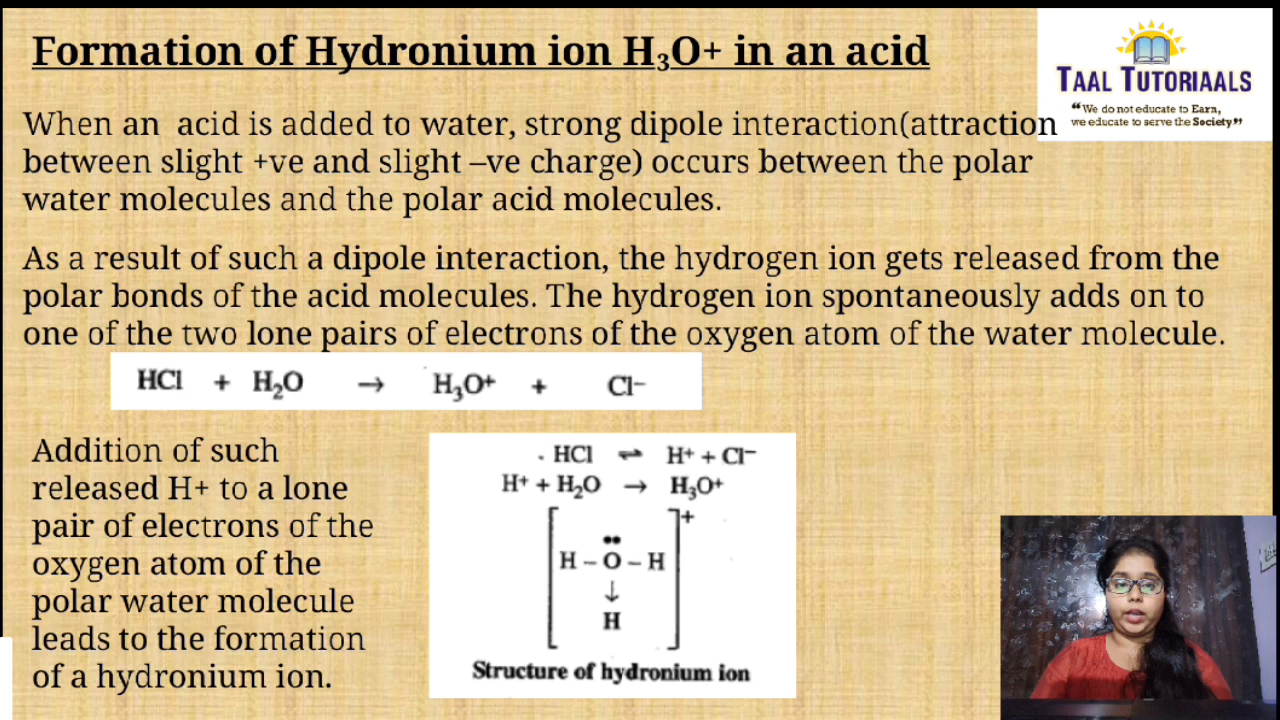 Formation of Hydronium ion H₃O+ in an acid
TAAL TUTORIAALS
“We do not educate to Earn,
we educate to serve the Society”
When an acid is added to water, strong dipole interaction(attraction
between slight +ve and slight –ve charge) occurs between the polar
water molecules and the polar acid molecules.
As a result of such a dipole interaction, the hydrogen ion gets released from the
polar bonds of the acid molecules. The hydrogen ion spontaneously adds on to
one of the two lone pairs of electrons of the oxygen atom of the water molecule.
HCl + H₂O → H₃O⁺ + Cl⁻
Addition of such
released H+ to a lone
pair of electrons of the
oxygen atom of the
polar water molecule
leads to the formation
of a hydronium ion.
HCl ⇌ H⁺ + Cl⁻
H⁺ + H₂O → H₃O⁺
+
H – O – H
↓
H
Structure of hydronium ion